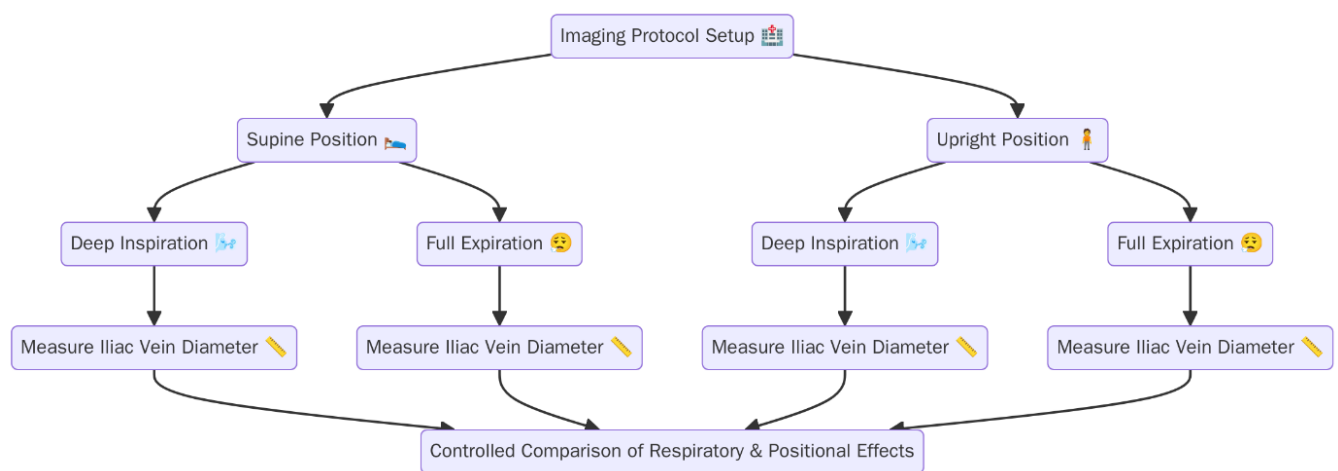 Imaging Protocol Setup 🏥
Supine Position 🛌
Upright Position 🧍
Deep Inspiration 🌬️
Full Expiration 😮‍💨
Deep Inspiration 🌬️
Full Expiration 😮‍💨
Measure Iliac Vein Diameter 📏
Measure Iliac Vein Diameter 📏
Measure Iliac Vein Diameter 📏
Measure Iliac Vein Diameter 📏
Controlled Comparison of Respiratory & Positional Effects